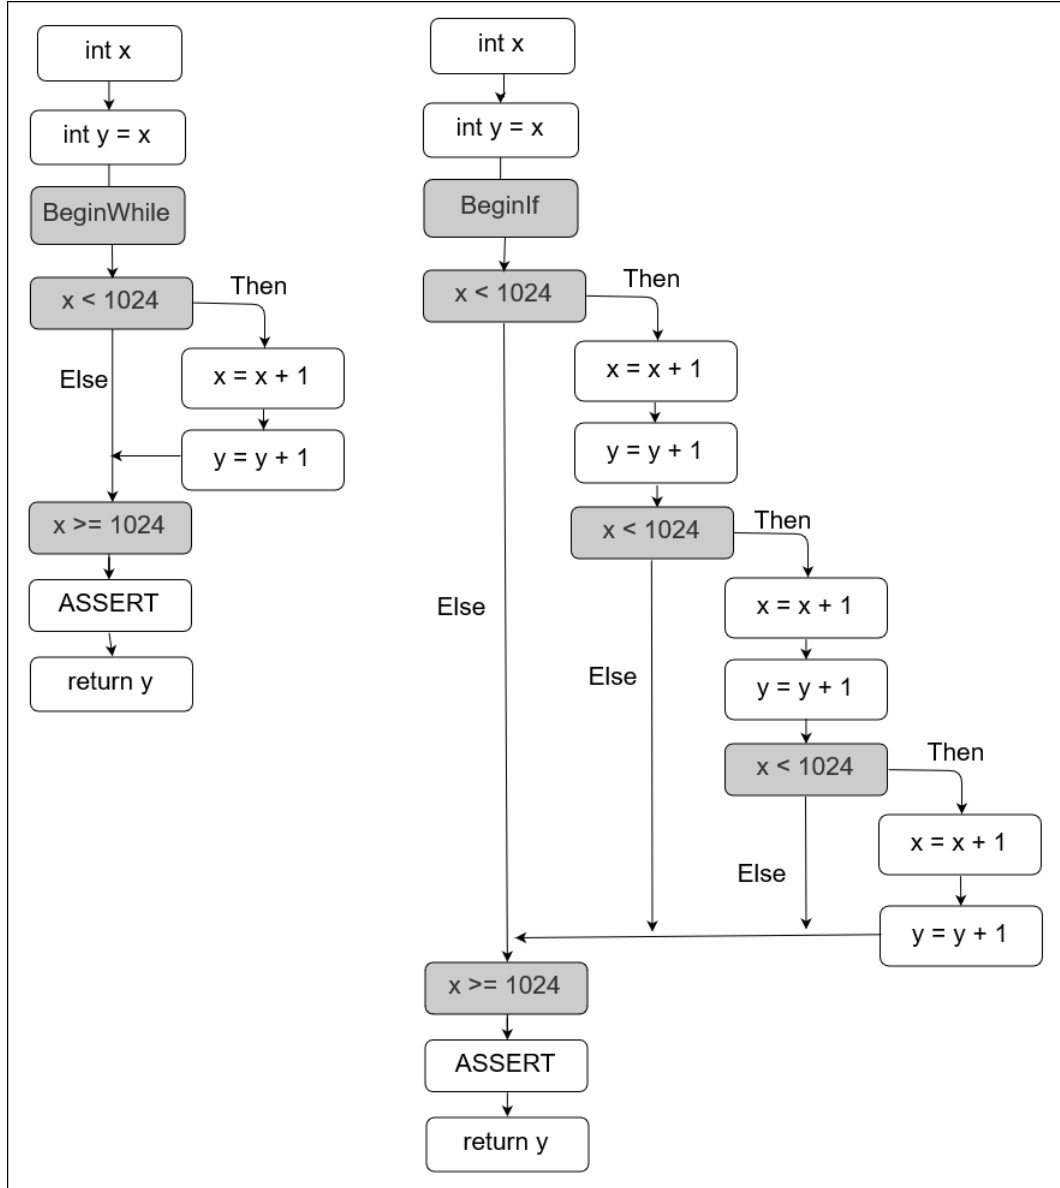 int x
int y = x
BeginWhile
x < 1024
Then
x = x + 1
Else
y = y + 1
x >= 1024
ASSERT
return y
int x
int y = x
BeginIf
x < 1024
Then
x = x + 1
y = y + 1
x < 1024
Then
x = x + 1
Else
Else
y = y + 1
x < 1024
Then
x = x + 1
Else
y = y + 1
x >= 1024
ASSERT
return y